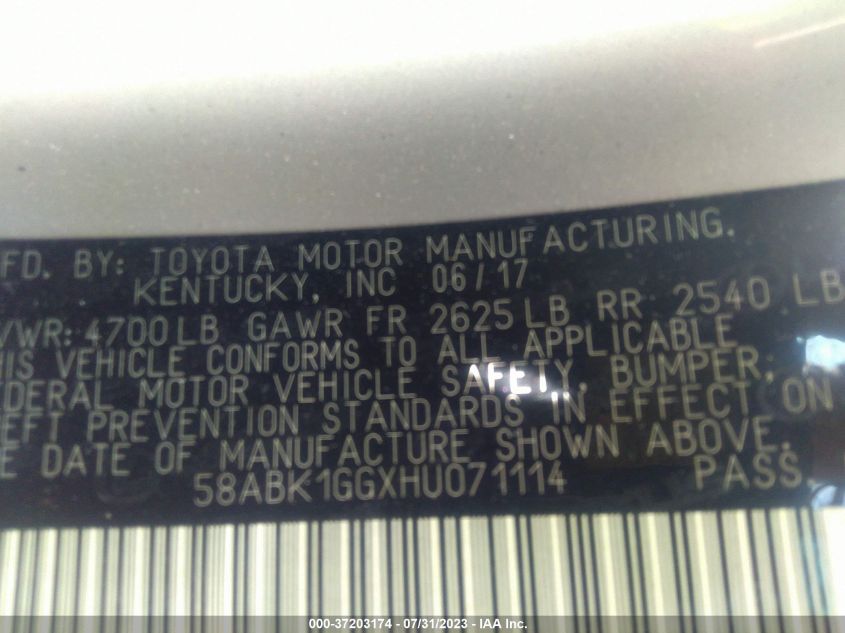 FD. BY: TOYOTA MOTOR MANUFACTURING.
KENTUCKY, INC 06/17
VWR: 4700LB GAWR FR 2625LB RR 2540 LB
HIS VEHICLE CONFORMS TO ALL APPLICABLE
EDERAL MOTOR VEHICLE SAFETY, BUMPER,
EFT PREVENTION STANDARDS IN EFFECT ON
E DATE OF MANUFACTURE SHOWN ABOVE.
58ABK1GGXHU071114 PASS.
000-37203174 - 07/31/2023 - IAA Inc.